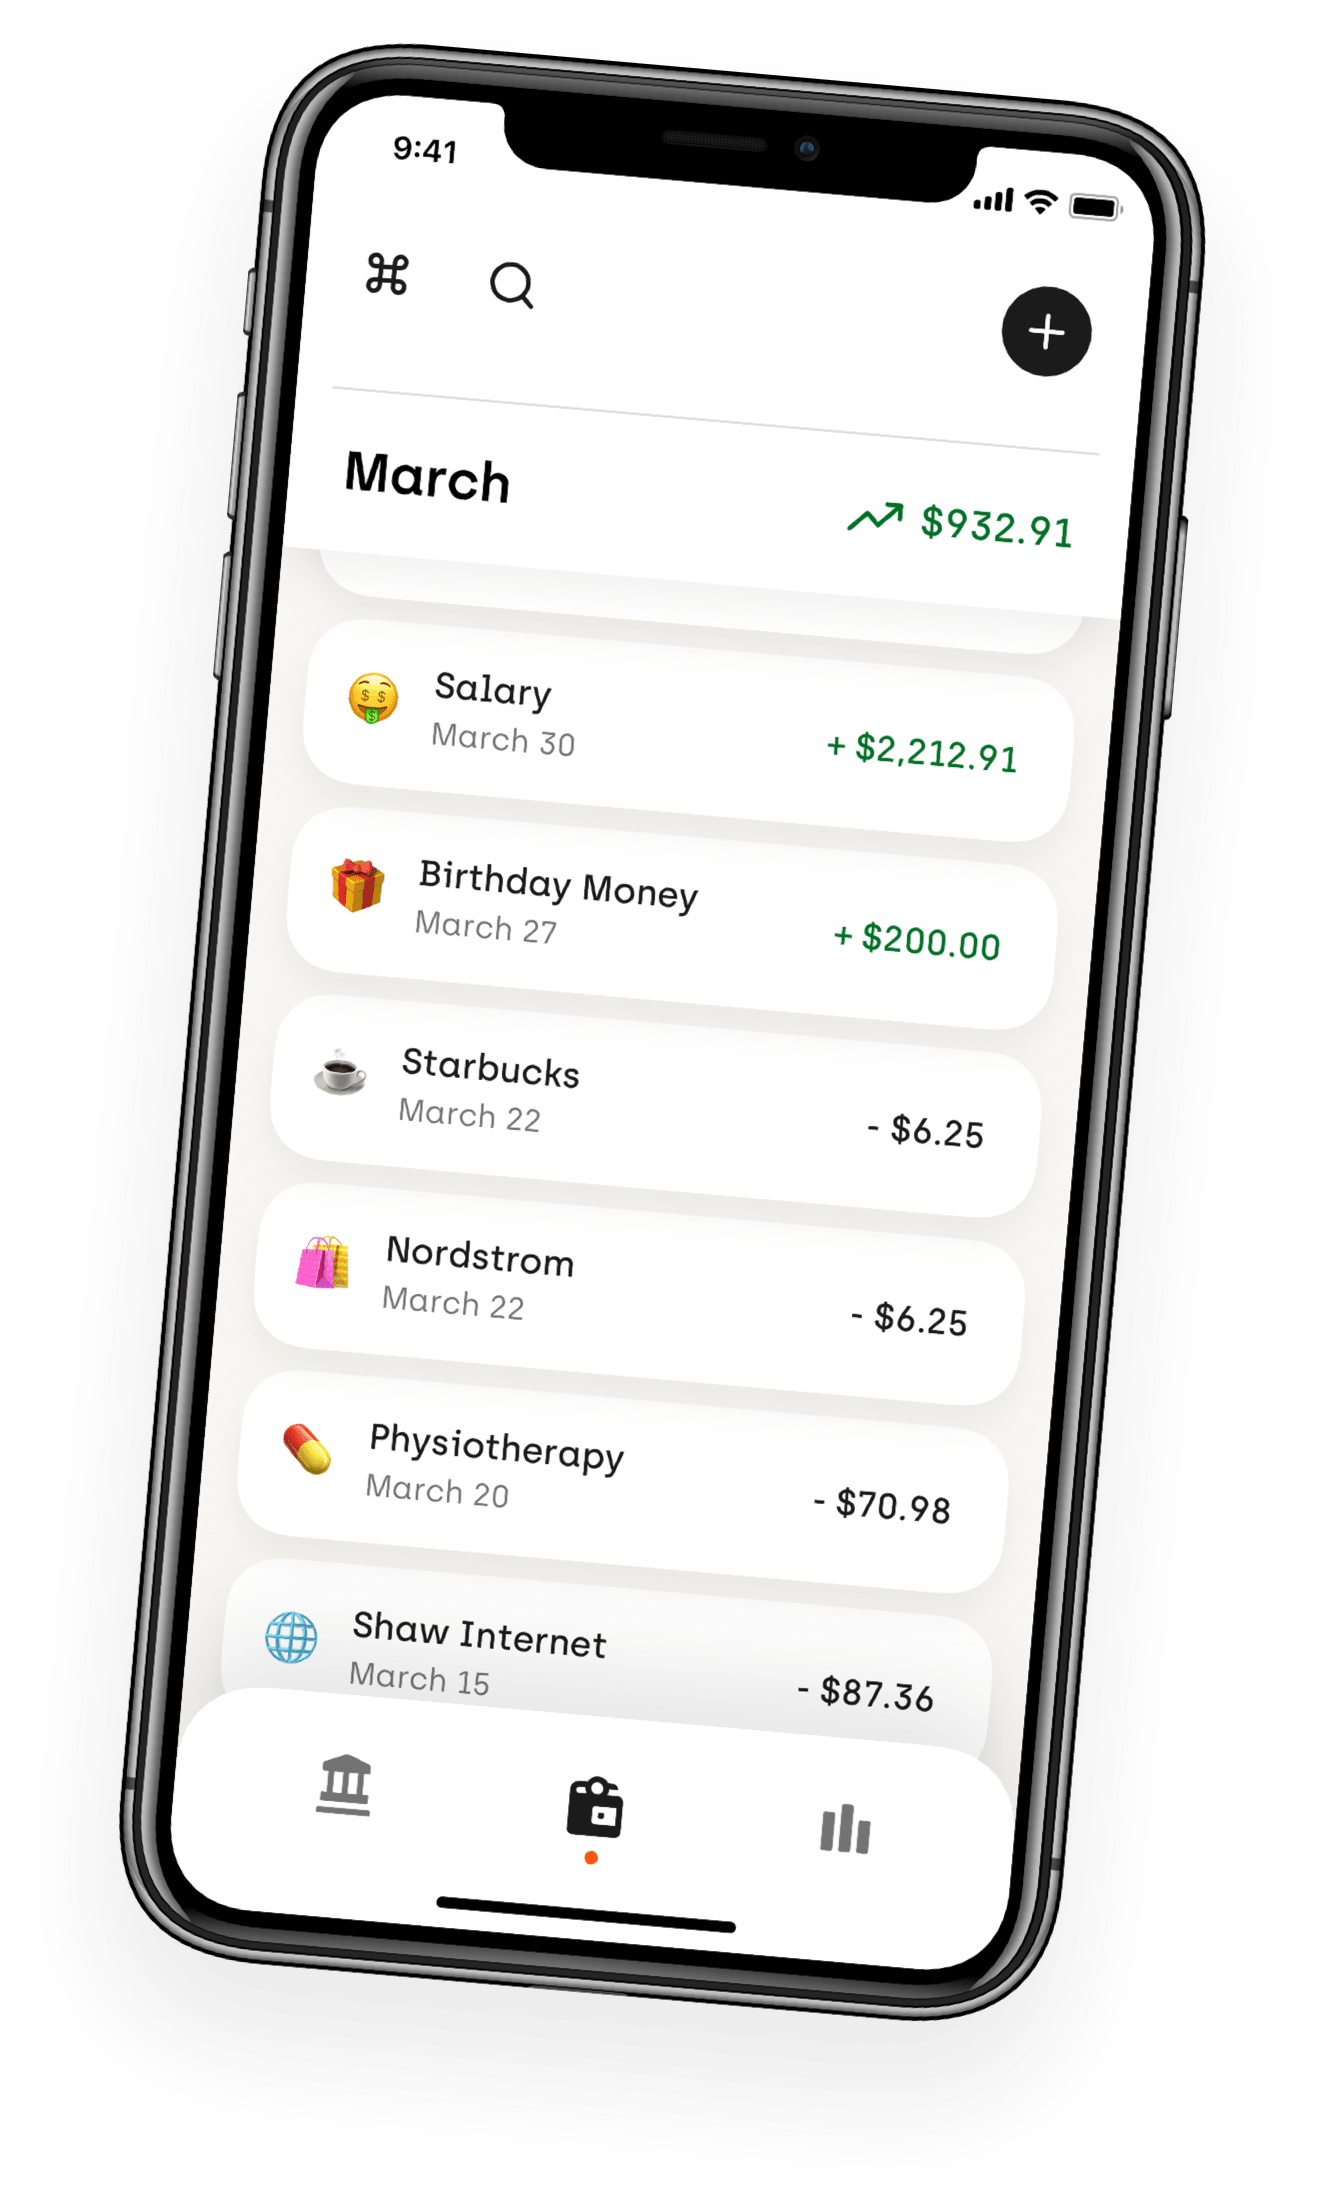 9:41
March
$932.91
Salary
March 30
+ $2,212.91
Birthday Money
March 27
+ $200.00
Starbucks
March 22
- $6.25
Nordstrom
March 22
- $6.25
Physiotherapy
March 20
- $70.98
Shaw Internet
March 15
- $87.36